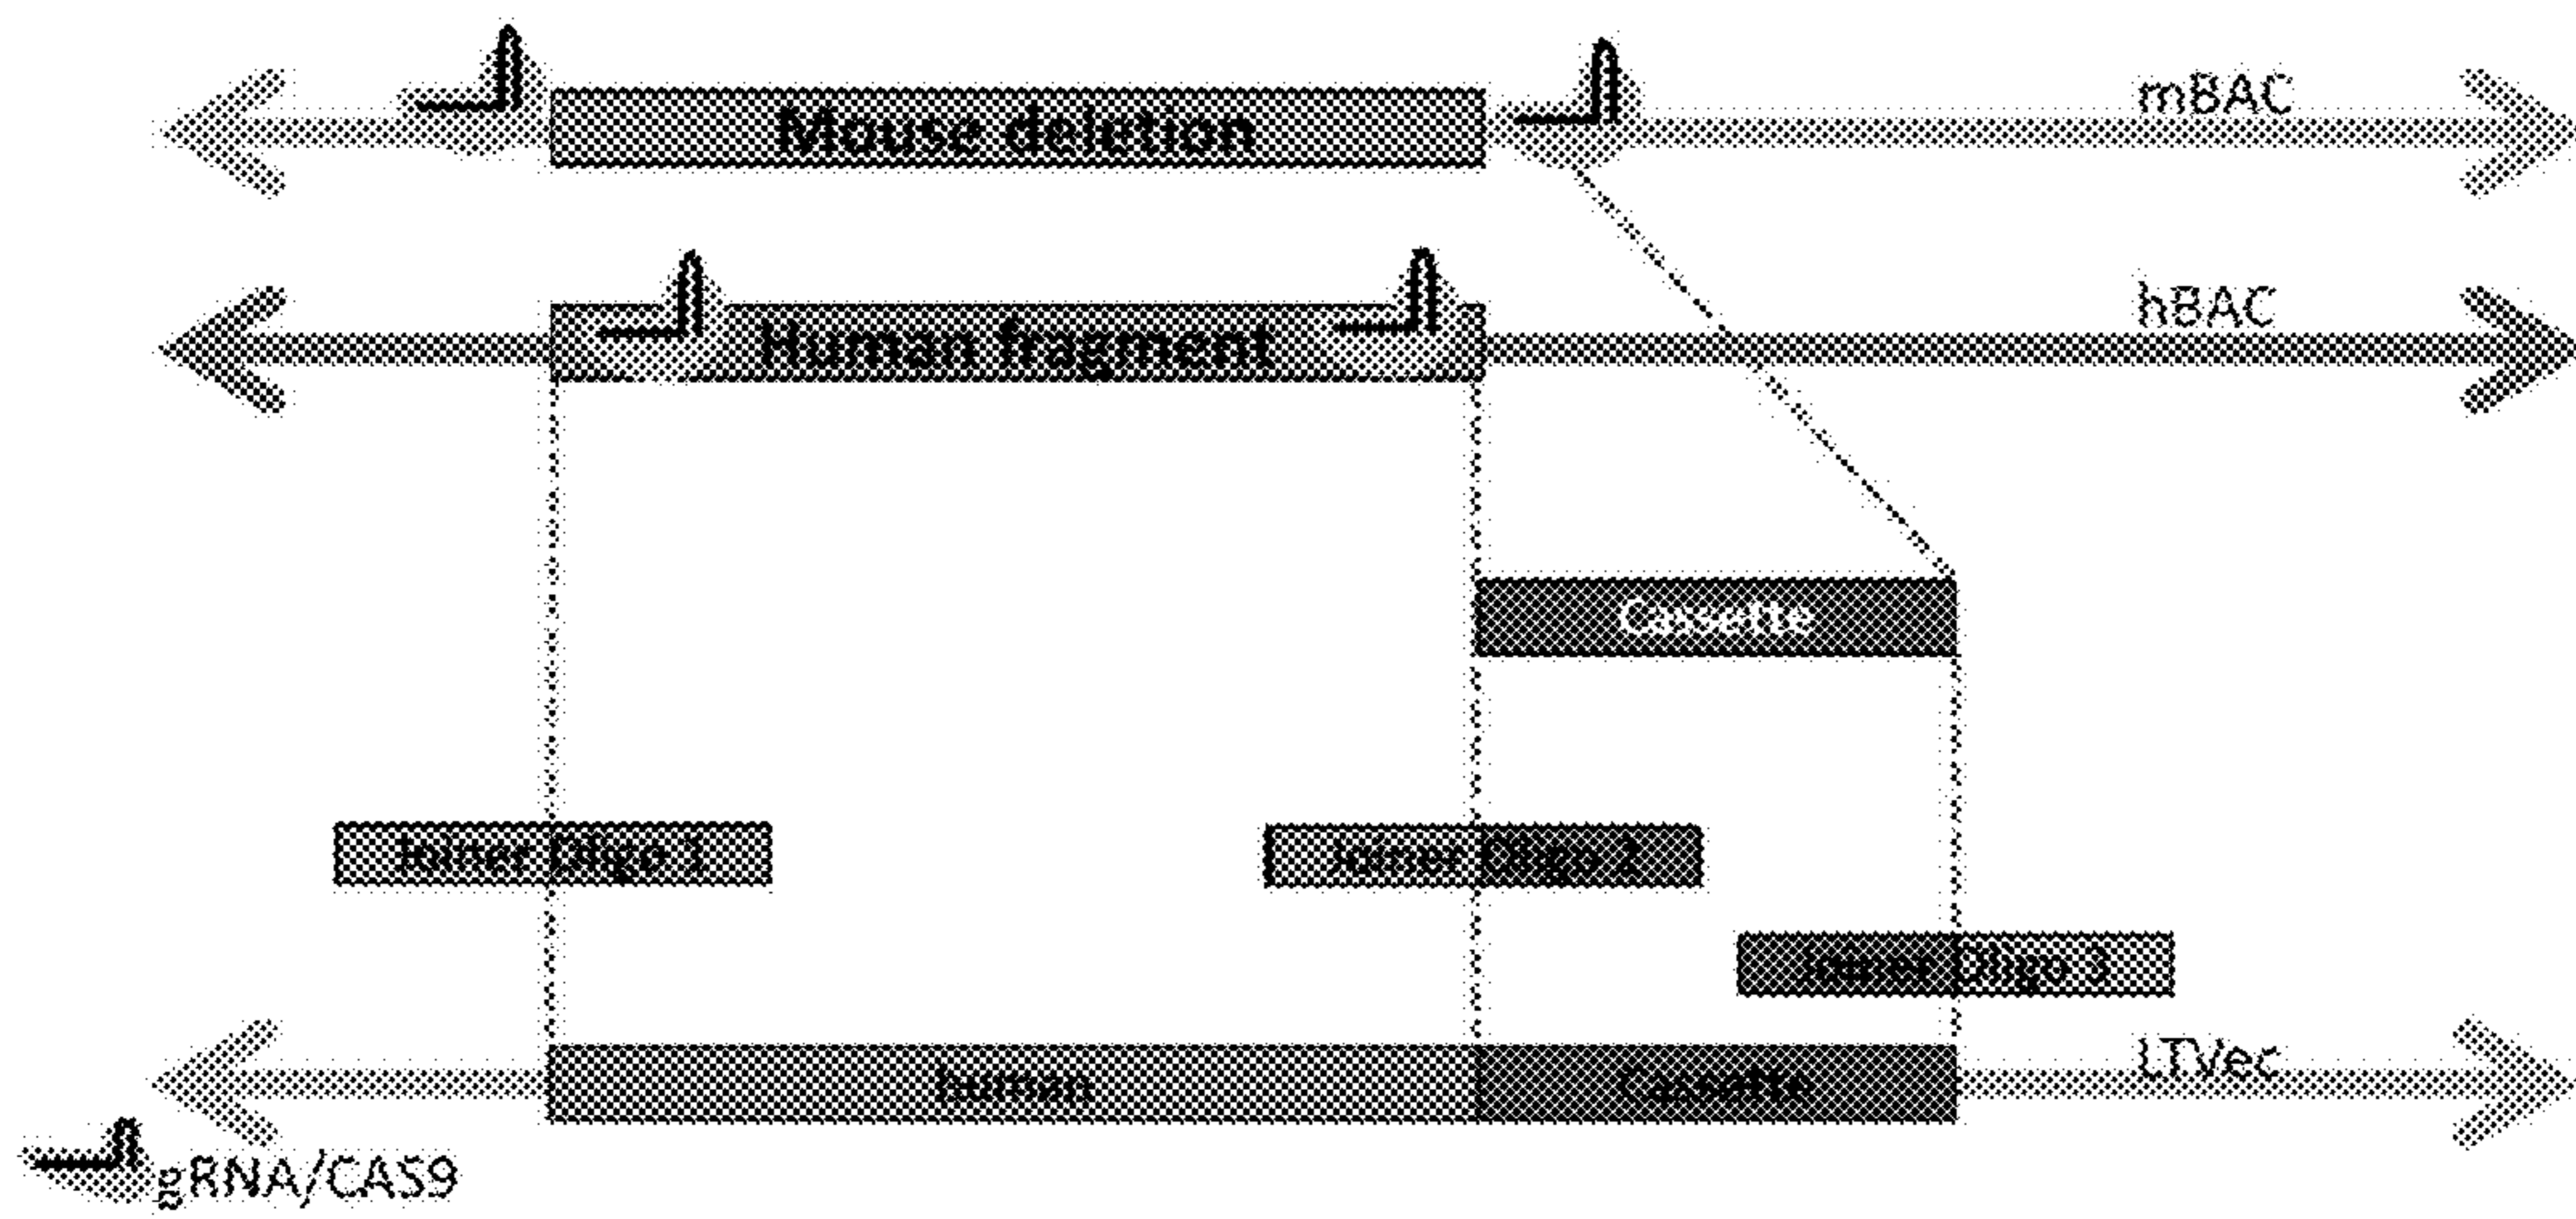 mBAC
Mouse deletion
hBAC
Human fragment
Cassette
Joiner Oligo 1
Joiner Oligo 2
Joiner Oligo 3
LTVec
human
Cassette
gRNA/CAS9